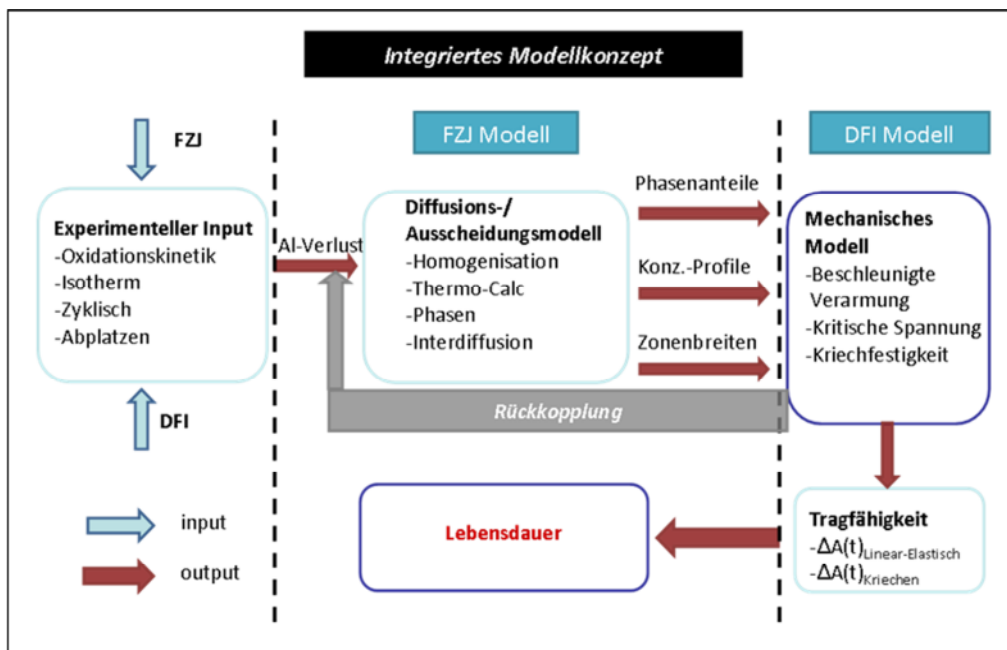 Integriertes Modellkonzept
FZJ
FZJ Modell
DFI Modell
Experimenteller Input
-Oxidationskinetik
-Isotherm
-Zyklisch
-Abplatzen
DFI
Al-Verlust
Diffusions-/
Ausscheidungsmodell
-Homogenisation
-Thermo-Calc
-Phasen
-Interdiffusion
Phasenanteile
Konz.-Profile
Zonenbreiten
Mechanisches
Modell
-Beschleunigte
Verarmung
-Kritische Spannung
-Kriechfestigkeit
Rückkopplung
input
output
Lebensdauer
Tragfähigkeit
-ΔA(t)Linear-Elastisch
-ΔA(t)Kriechen